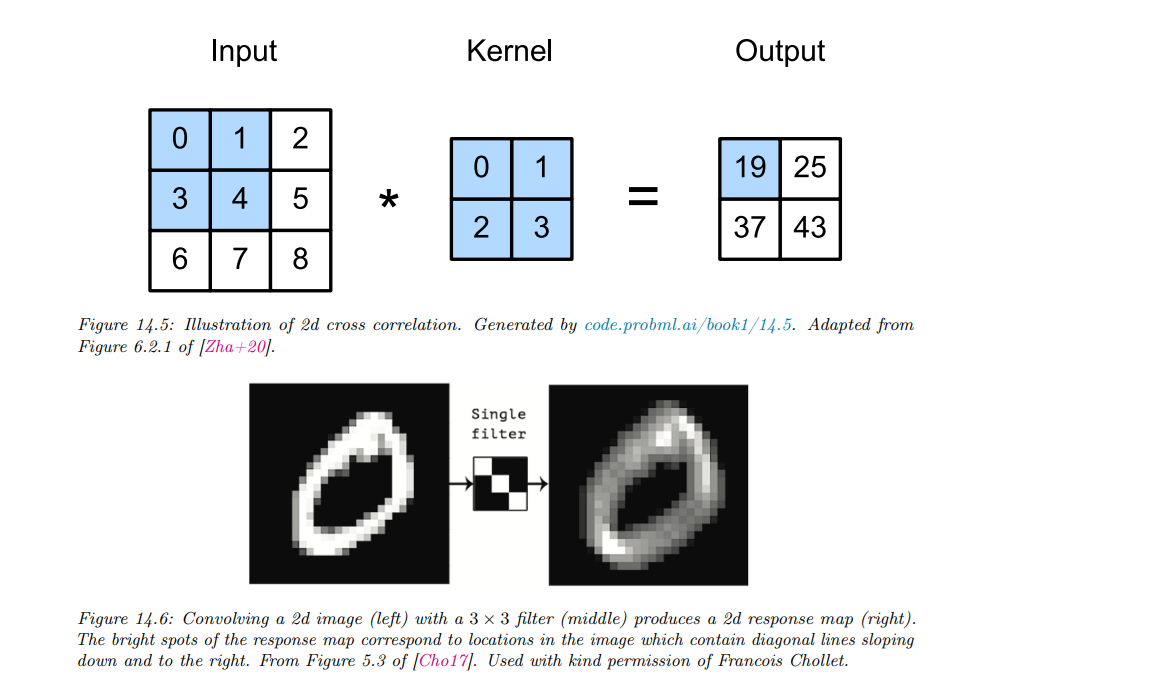 Input Kernel Output
0 1 2
3 4 5
6 7 8
*
0 1
2 3
=
19 25
37 43
Figure 14.5: Illustration of 2d cross correlation. Generated by code.probml.ai/book1/14.5. Adapted from
Figure 6.2.1 of [Zha+20].
Single
filter
Figure 14.6: Convolving a 2d image (left) with a 3 × 3 filter (middle) produces a 2d response map (right).
The bright spots of the response map correspond to locations in the image which contain diagonal lines sloping
down and to the right. From Figure 5.3 of [Cho17]. Used with kind permission of Francois Chollet.